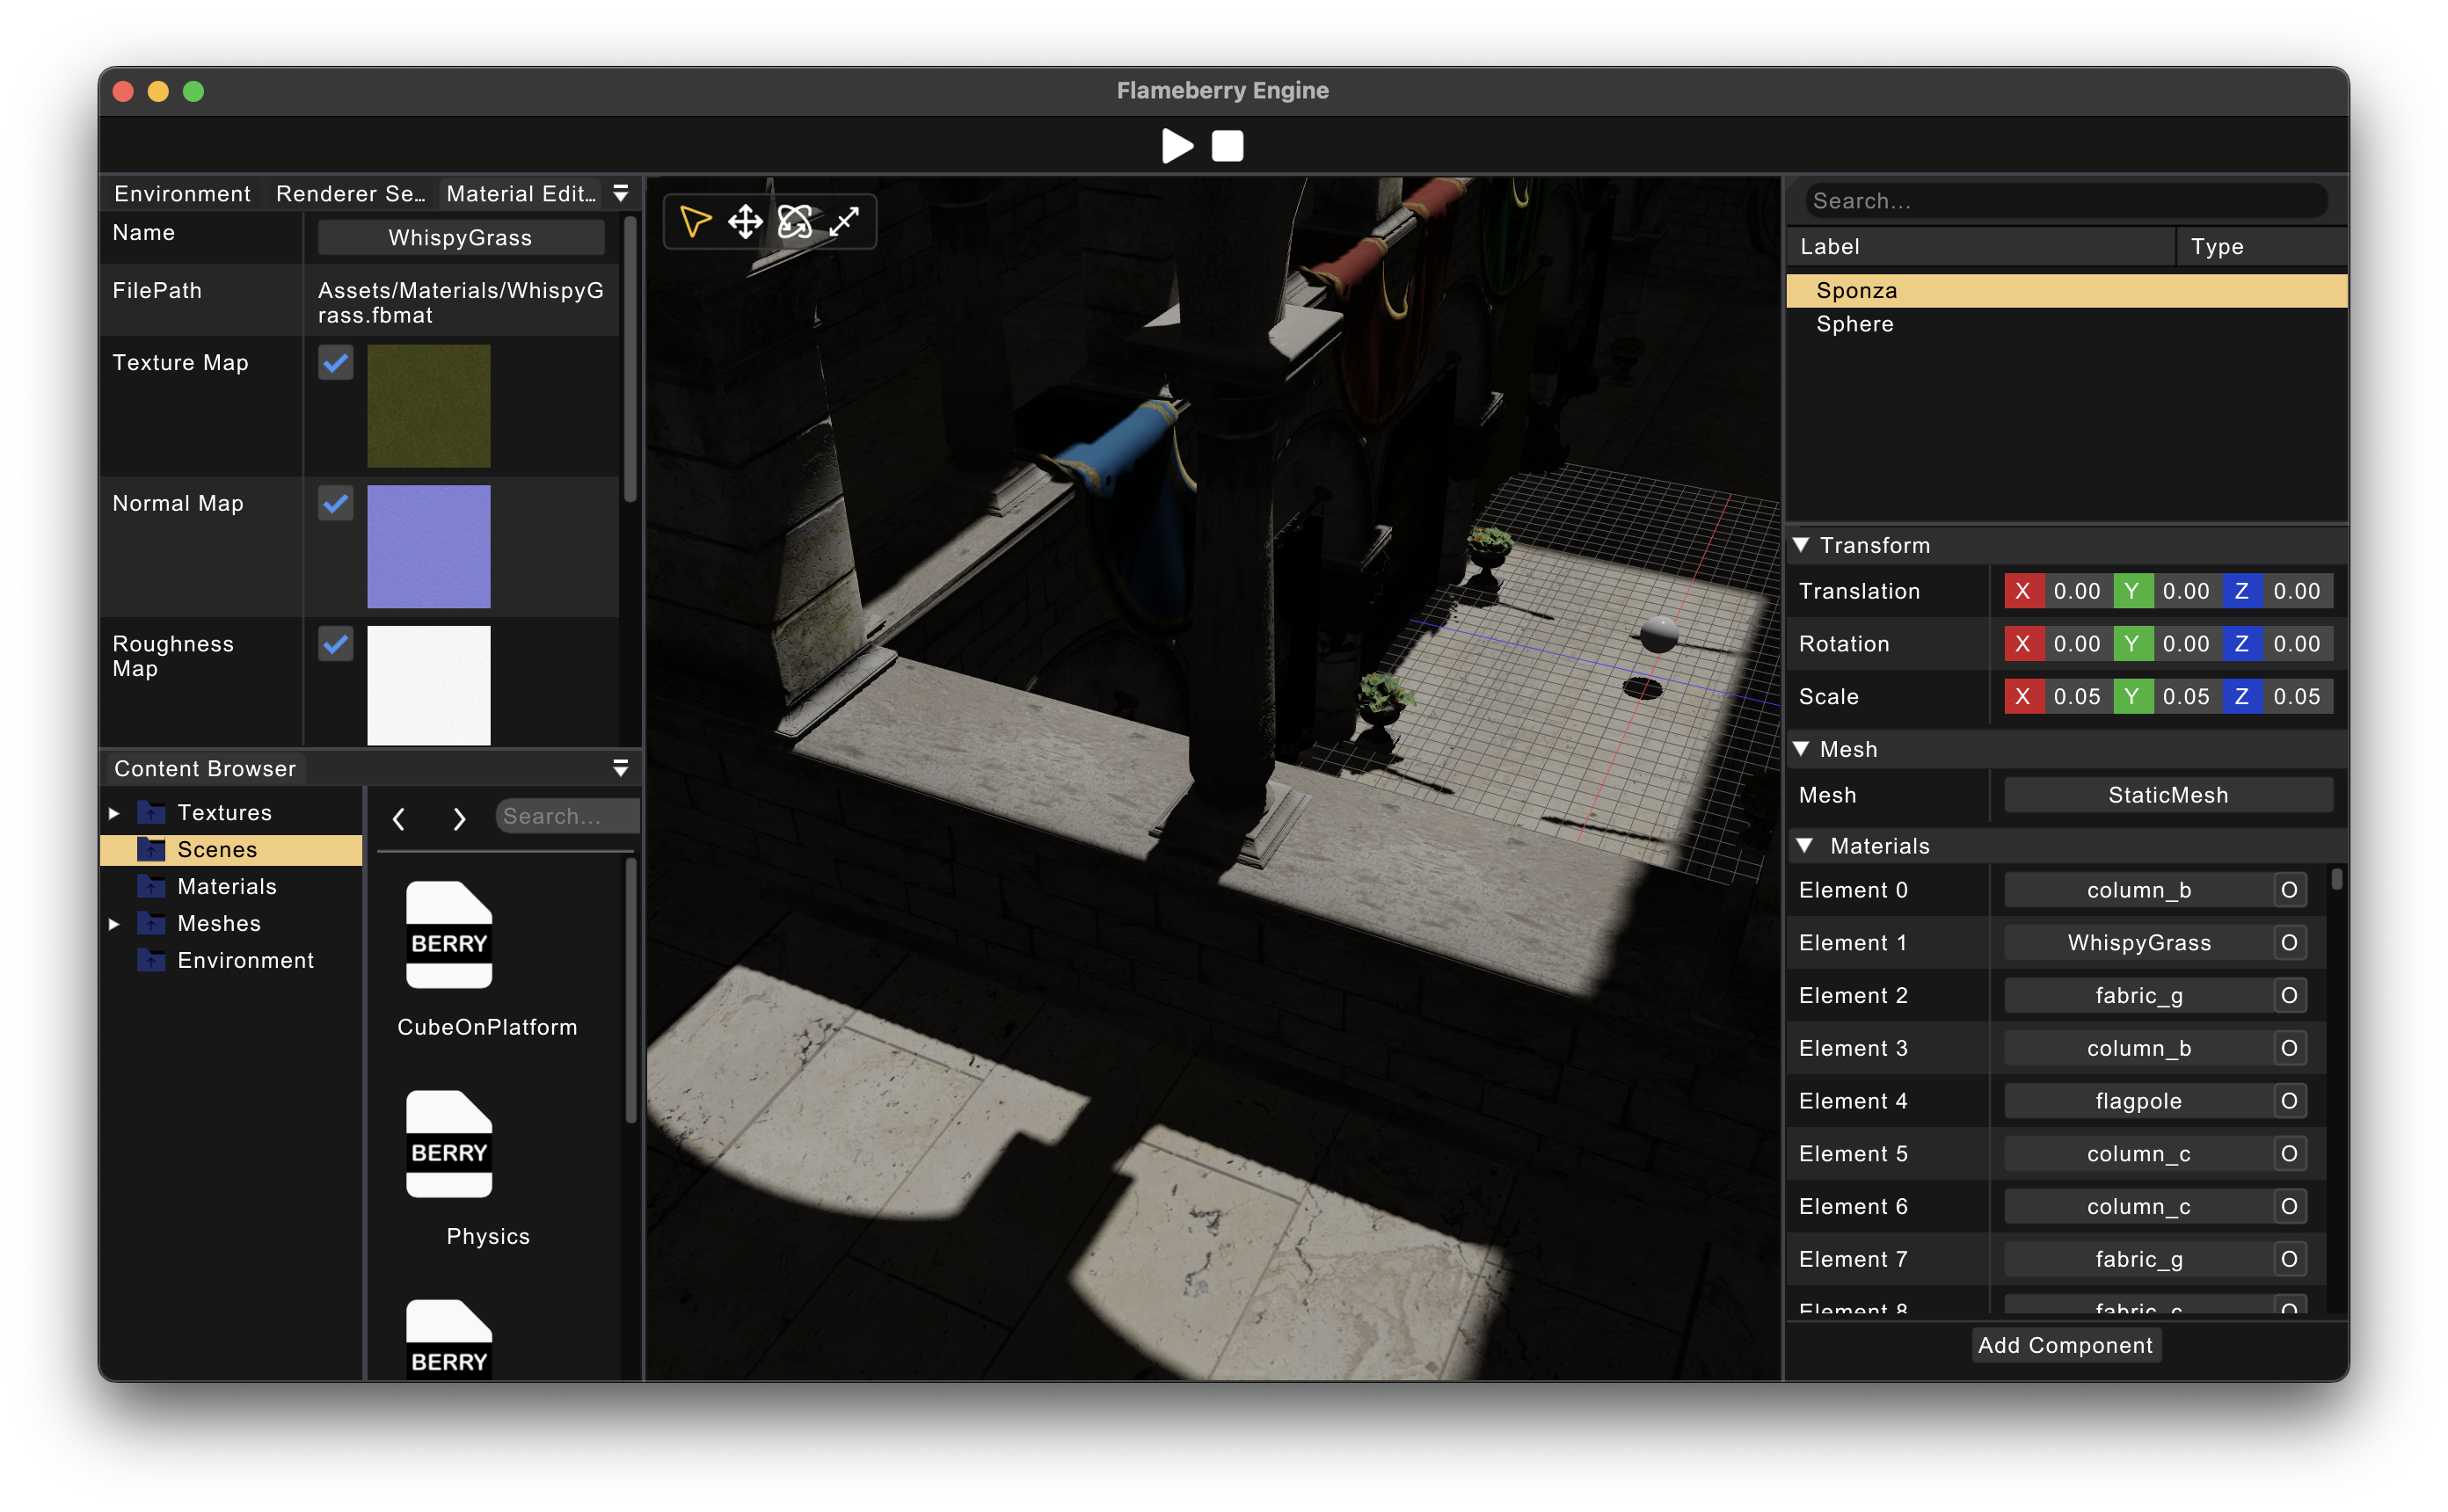 Flameberry Engine
Environment
Renderer Se...
Material Edit...
Name
WhispyGrass
FilePath
Assets/Materials/WhispyG
rass.fbmat
Texture Map
Normal Map
Roughness
Map
Content Browser
Textures
Scenes
Materials
Meshes
Environment
Search...
BERRY
CubeOnPlatform
BERRY
Physics
BERRY
Search...
Label Type
Sponza
Sphere
Transform
Translation X 0.00 Y 0.00 Z 0.00
Rotation X 0.00 Y 0.00 Z 0.00
Scale X 0.05 Y 0.05 Z 0.05
Mesh
Mesh StaticMesh
Materials
Element 0 column_b O
Element 1 WhispyGrass O
Element 2 fabric_g O
Element 3 column_b O
Element 4 flagpole O
Element 5 column_c O
Element 6 column_c O
Element 7 fabric_g O
Element 8 fabric_c O
Add Component